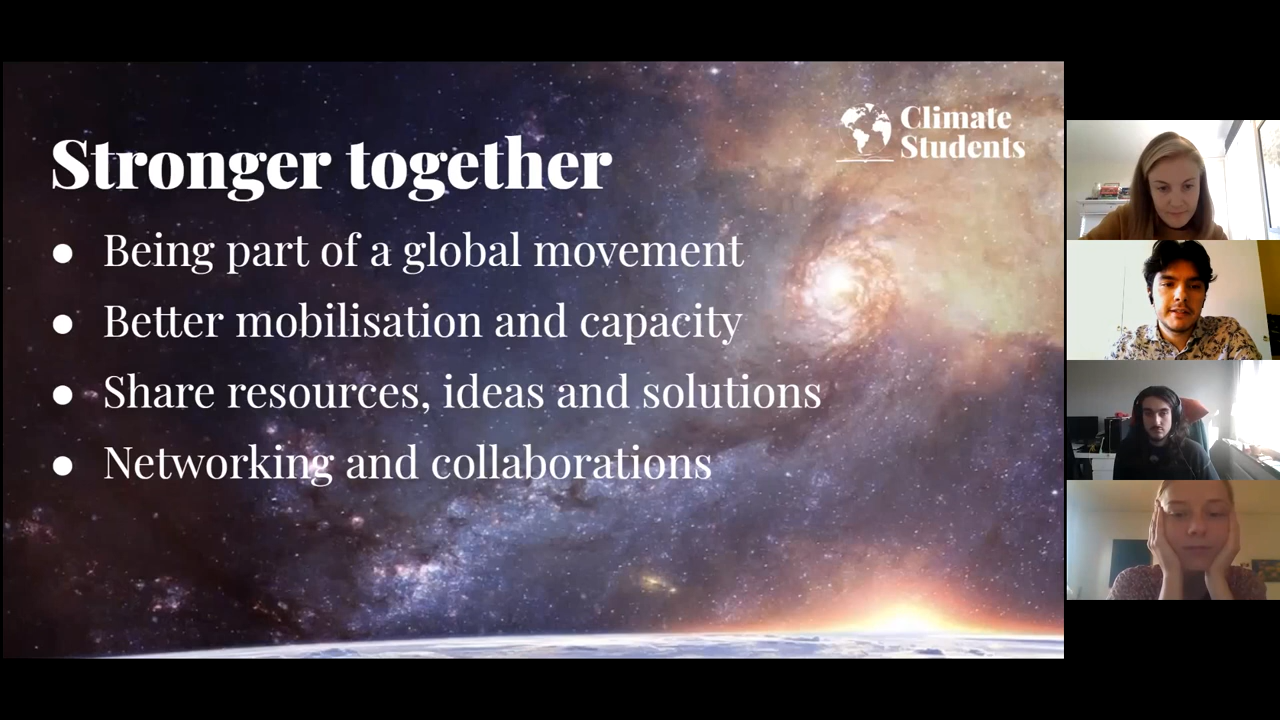 Climate
Students
Stronger together
● Being part of a global movement
● Better mobilisation and capacity
● Share resources, ideas and solutions
● Networking and collaborations